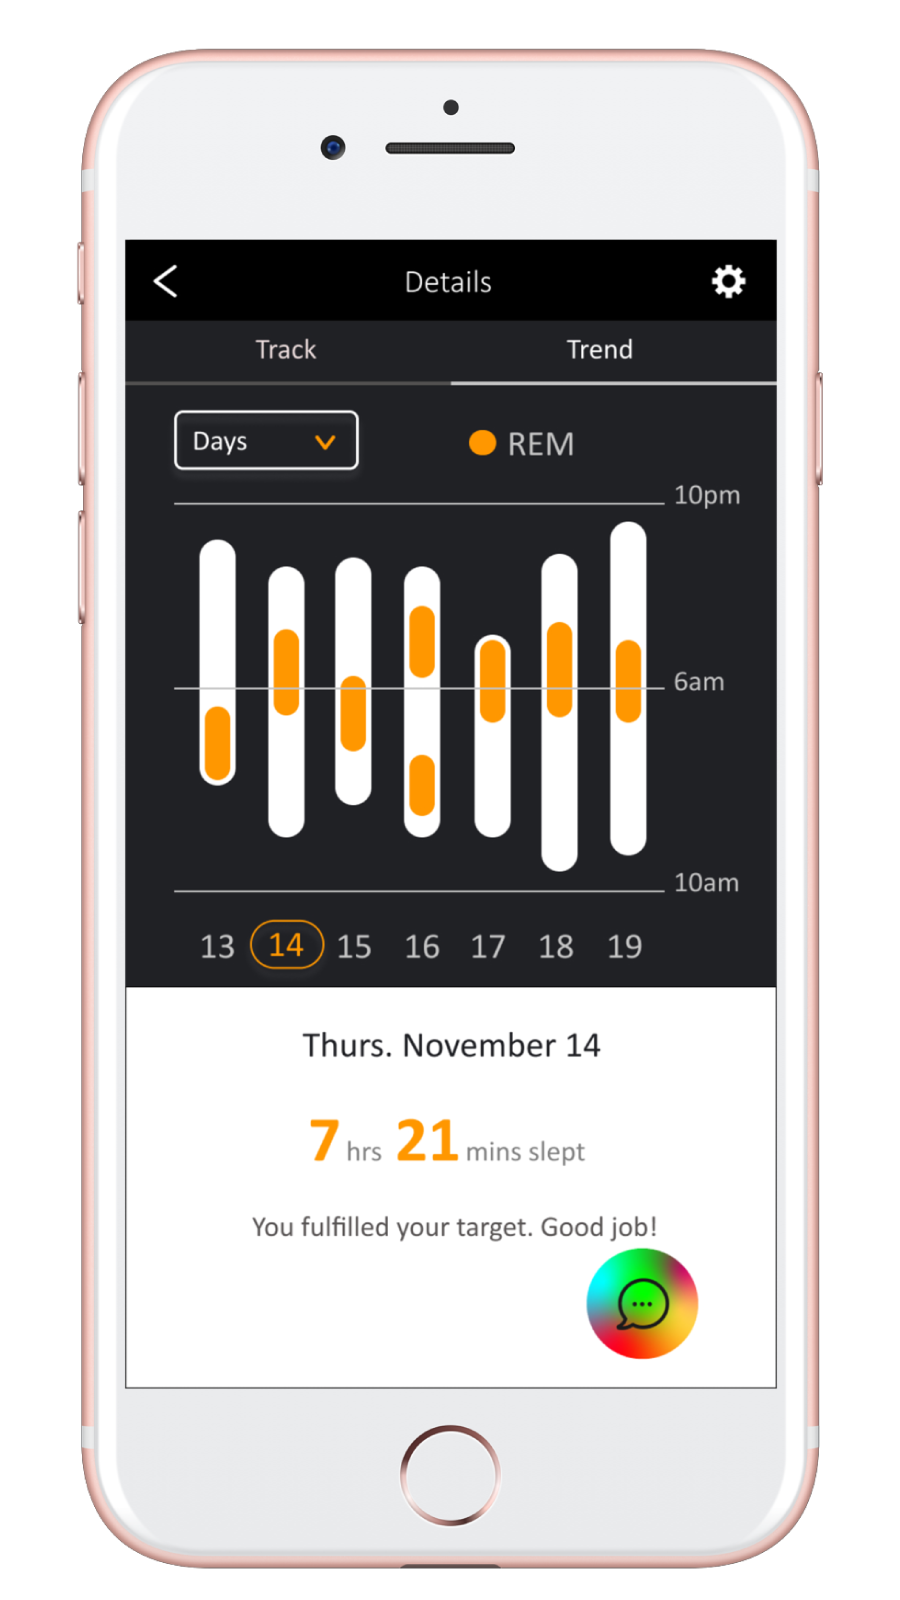 Details
Track Trend
Days REM
10pm
6am
10am
13 14 15 16 17 18 19
Thurs. November 14
7 hrs 21 mins slept
You fulfilled your target. Good job!